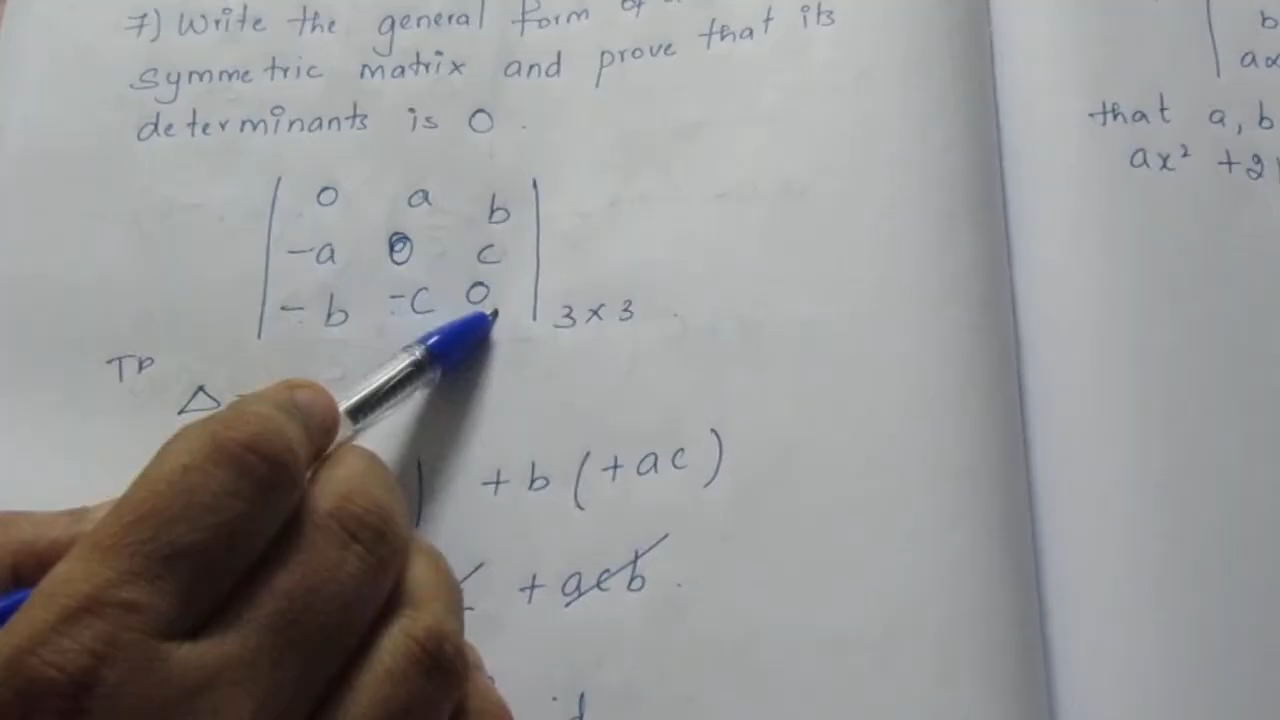 7) Write the general form of
symmetric matrix and prove that its
determinants is 0.
0 a b
-a 0 c
-b -c 0
3 x 3
TP
Δ
+ b (+ac)
+ acb.
b
that a, b
ax² +2